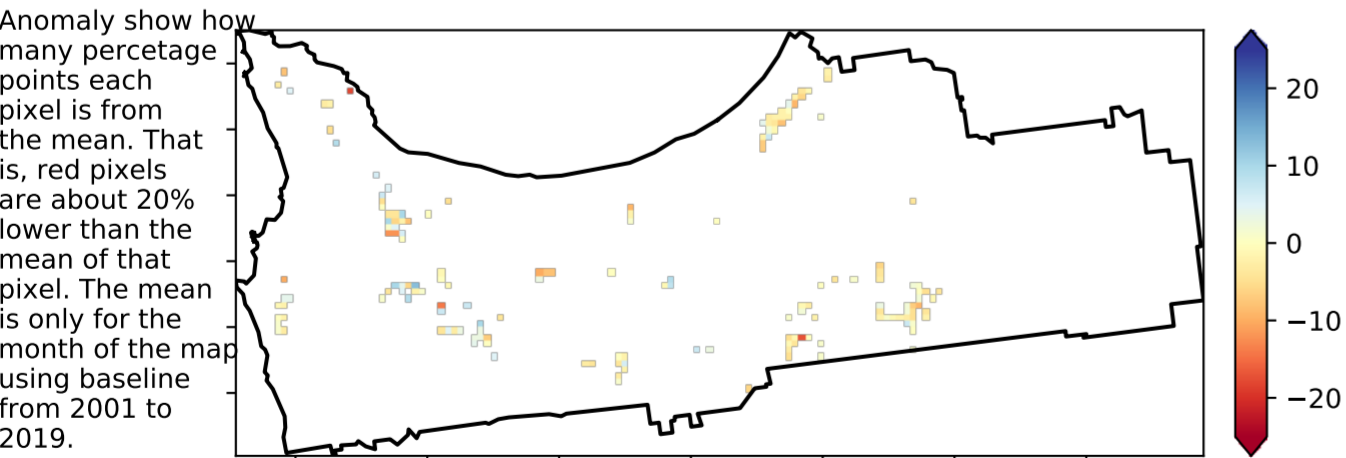 Anomaly show how
many percetage
points each
pixel is from
the mean. That
is, red pixels
are about 20%
lower than the
mean of that
pixel. The mean
is only for the
month of the map
using baseline
from 2001 to
2019.
20
10
0
−10
−20